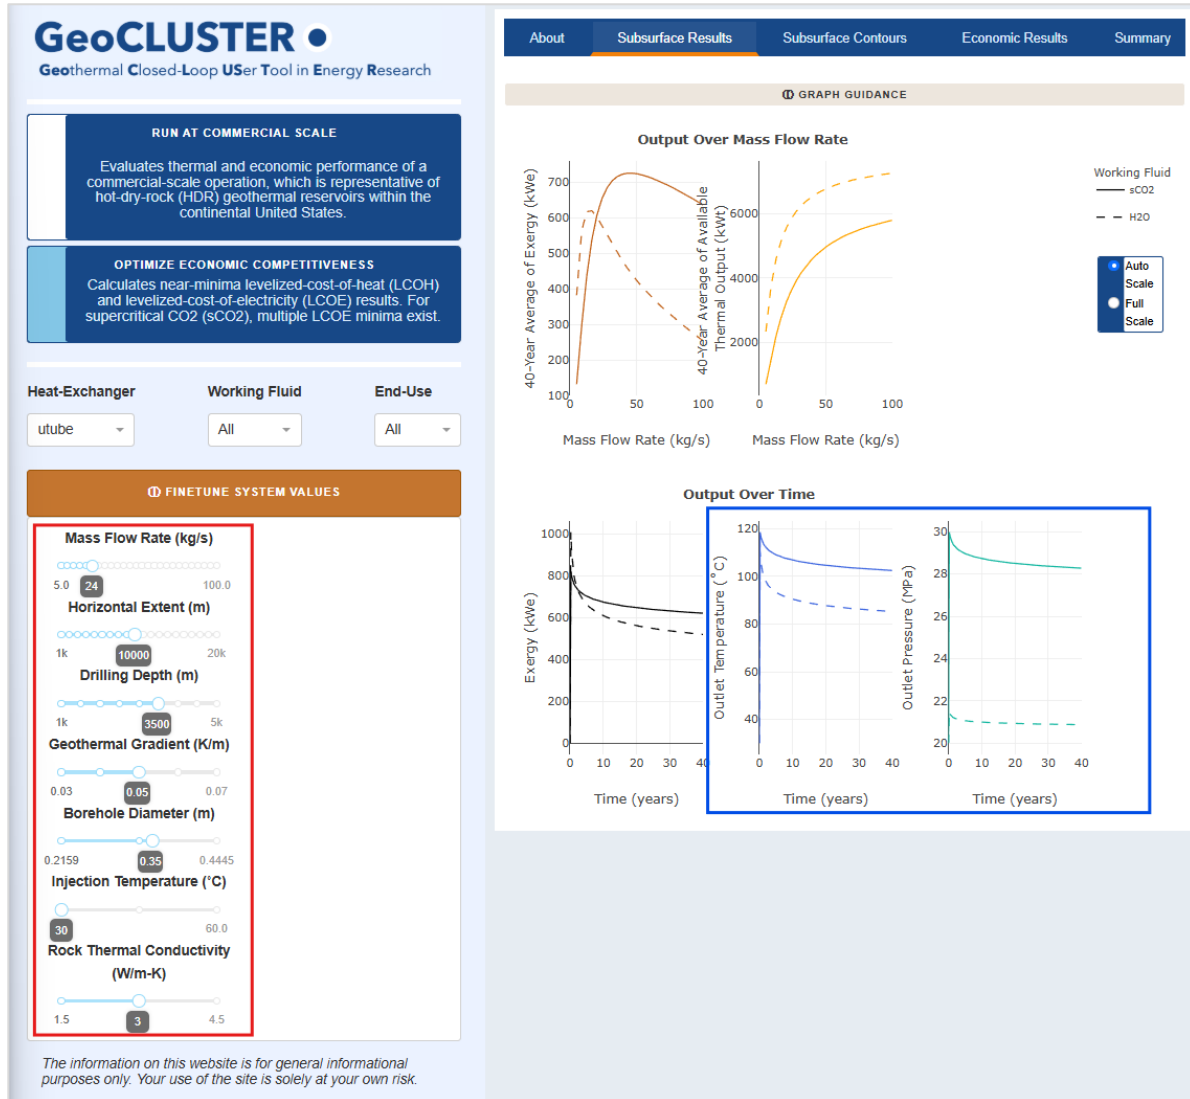 GeoCLUSTER
Geothermal Closed-Loop USer Tool in Energy Research
RUN AT COMMERCIAL SCALE
Evaluates thermal and economic performance of a
commercial-scale operation, which is representative of
hot-dry-rock (HDR) geothermal reservoirs within the
continental United States.
OPTIMIZE ECONOMIC COMPETITIVENESS
Calculates near-minima levelized-cost-of-heat (LCOH)
and levelized-cost-of-electricity (LCOE) results. For
supercritical CO2 (sCO2), multiple LCOE minima exist.
Heat-Exchanger Working Fluid End-Use
utube All All
FINETUNE SYSTEM VALUES
Mass Flow Rate (kg/s)
5.0 24 100.0
Horizontal Extent (m)
1k 10000 20k
Drilling Depth (m)
1k 3500 5k
Geothermal Gradient (K/m)
0.03 0.05 0.07
Borehole Diameter (m)
0.2159 0.35 0.4445
Injection Temperature (°C)
30 60.0
Rock Thermal Conductivity
(W/m-K)
1.5 3 4.5
The information on this website is for general informational
purposes only. Your use of the site is solely at your own risk.
About Subsurface Results Subsurface Contours Economic Results Summary
GRAPH GUIDANCE
Output Over Mass Flow Rate
40-Year Average of Exergy (kWe)
700
600
500
400
300
200
100
0 50 100
Mass Flow Rate (kg/s)
40-Year Average of Available
Thermal Output (kWt)
6000
4000
2000
0 50 100
Mass Flow Rate (kg/s)
Working Fluid
sCO2
H2O
Auto
Scale
Full
Scale
Output Over Time
Exergy (kWe)
1000
800
600
400
200
0
0 10 20 30 40
Time (years)
Outlet Temperature (°C)
120
100
80
60
40
0 10 20 30 40
Time (years)
Outlet Pressure (MPa)
30
28
26
24
22
20
0 10 20 30 40
Time (years)